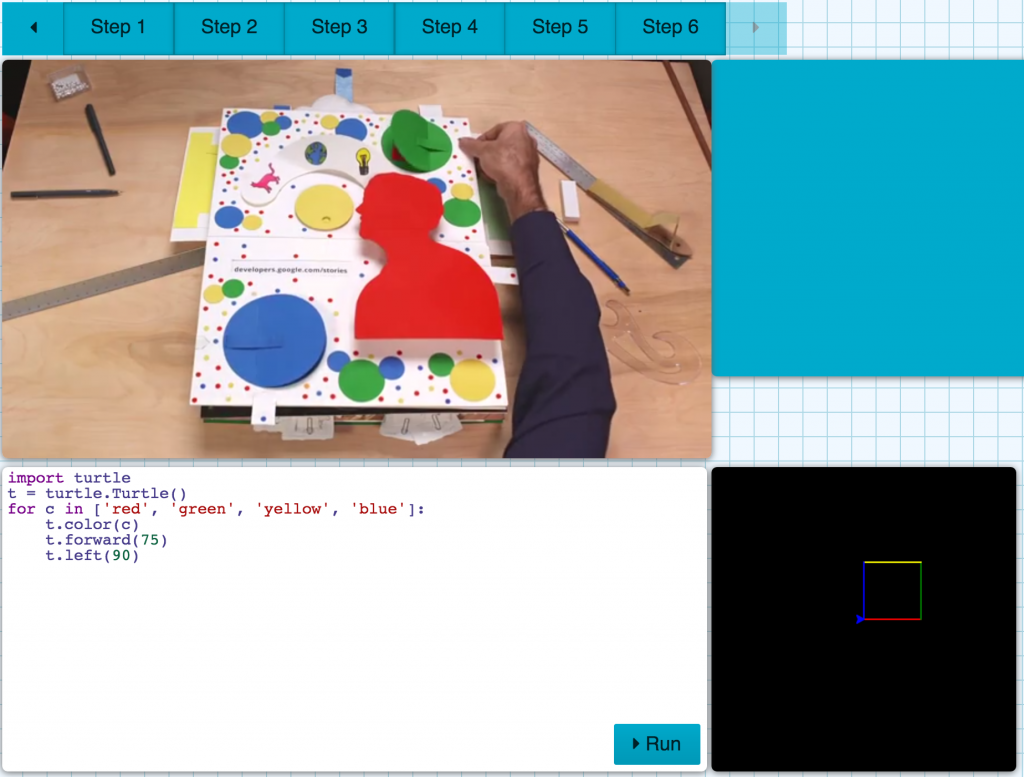 Step 1
Step 2
Step 3
Step 4
Step 5
Step 6
developers.google.com/stories
import turtle
t = turtle.Turtle()
for c in ['red', 'green', 'yellow', 'blue']:
    t.color(c)
    t.forward(75)
    t.left(90)
Run